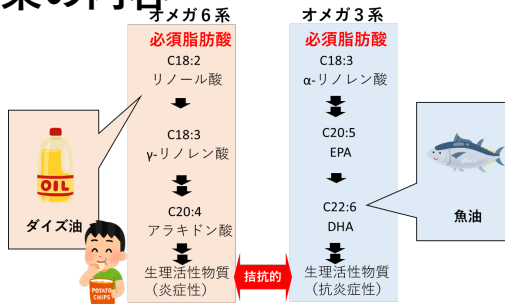 業の内容
オメガ6系
必須脂肪酸
C18:2
リノール酸
C18:3
γ-リノレン酸
C20:4
アラキドン酸
生理活性物質
（炎症性）
オメガ3系
必須脂肪酸
C18:3
α-リノレン酸
C20:5
EPA
C22:6
DHA
生理活性物質
（抗炎症性）
拮抗的
OIL
ダイズ油
POTATO
CHIPS
魚油